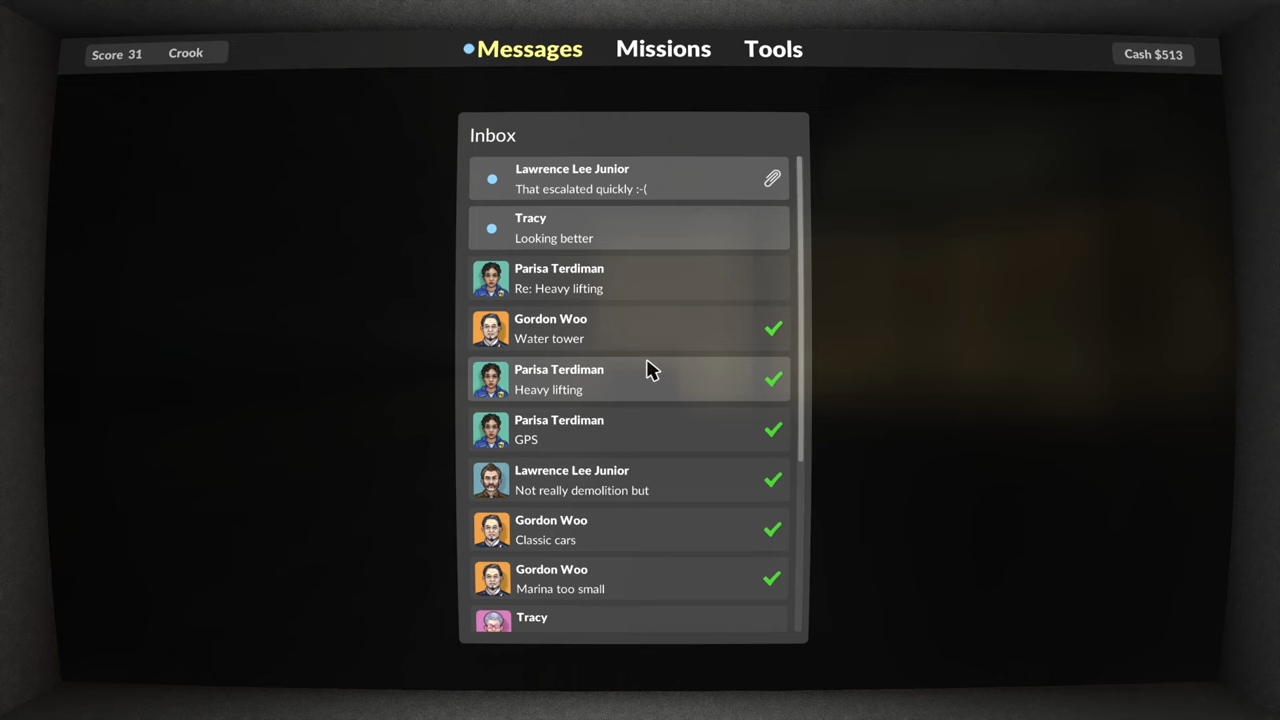 Score 31 Crook Messages Missions Tools Cash $513
Inbox
Lawrence Lee Junior
That escalated quickly :-(
Tracy
Looking better
Parisa Terdiman
Re: Heavy lifting
Gordon Woo
Water tower
Parisa Terdiman
Heavy lifting
Parisa Terdiman
GPS
Lawrence Lee Junior
Not really demolition but
Gordon Woo
Classic cars
Gordon Woo
Marina too small
Tracy